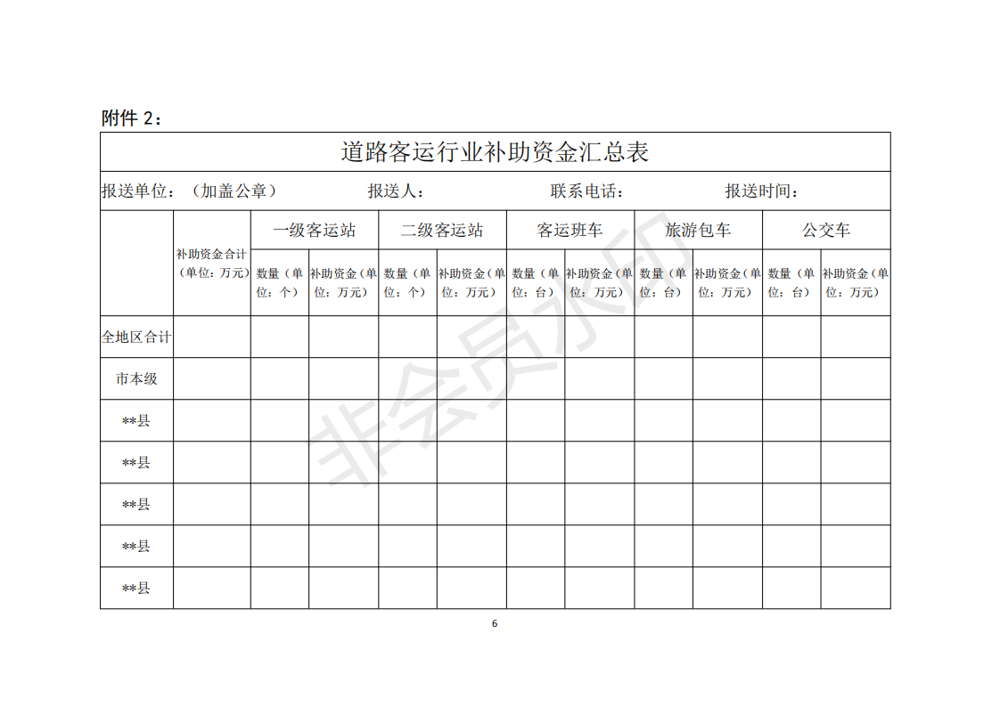 附件 2：
道路客运行业补助资金汇总表
报送单位：（加盖公章） 报送人： 联系电话： 报送时间：
一级客运站 二级客运站 客运班车 旅游包车 公交车
补助资金合计
（单位：万元）
数量（单 补助资金（单 数量（单 补助资金（单 数量（单 补助资金（单 数量（单 补助资金（单 数量（单 补助资金（单
位：个） 位：万元） 位：个） 位：万元） 位：台） 位：万元） 位：台） 位：万元） 位：台） 位：万元）
全地区合计
市本级
**县
**县
**县
**县
**县
6
非会员水印